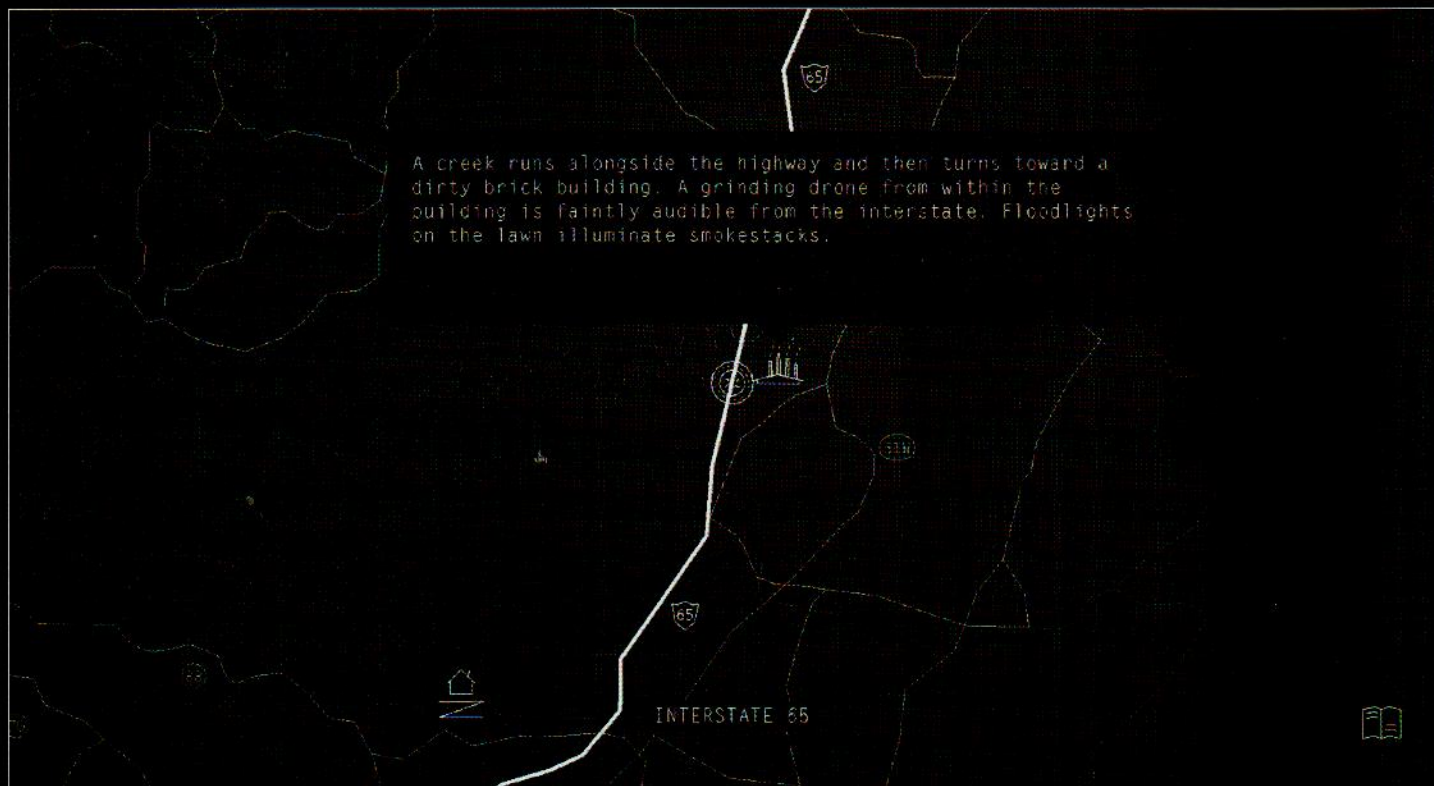 65
A creek runs alongside the highway and then turns toward a
dirty brick building. A grinding drone from within the
building is faintly audible from the interstate. Floodlights
on the lawn illuminate smokestacks.
65
INTERSTATE 65